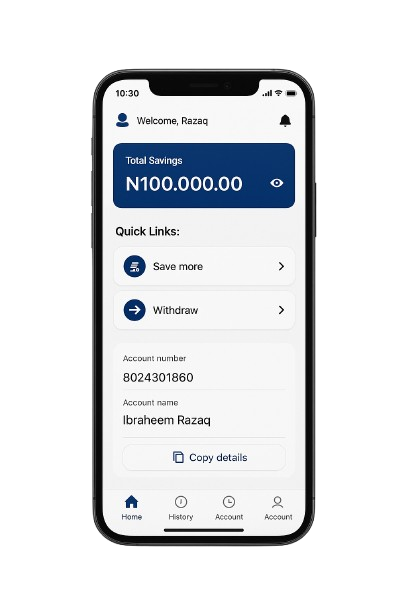 10:30
Welcome, Razaq
Total Savings
N100.000.00
Quick Links:
Save more
Withdraw
Account number
8024301860
Account name
Ibraheem Razaq
Copy details
Home History Account Account